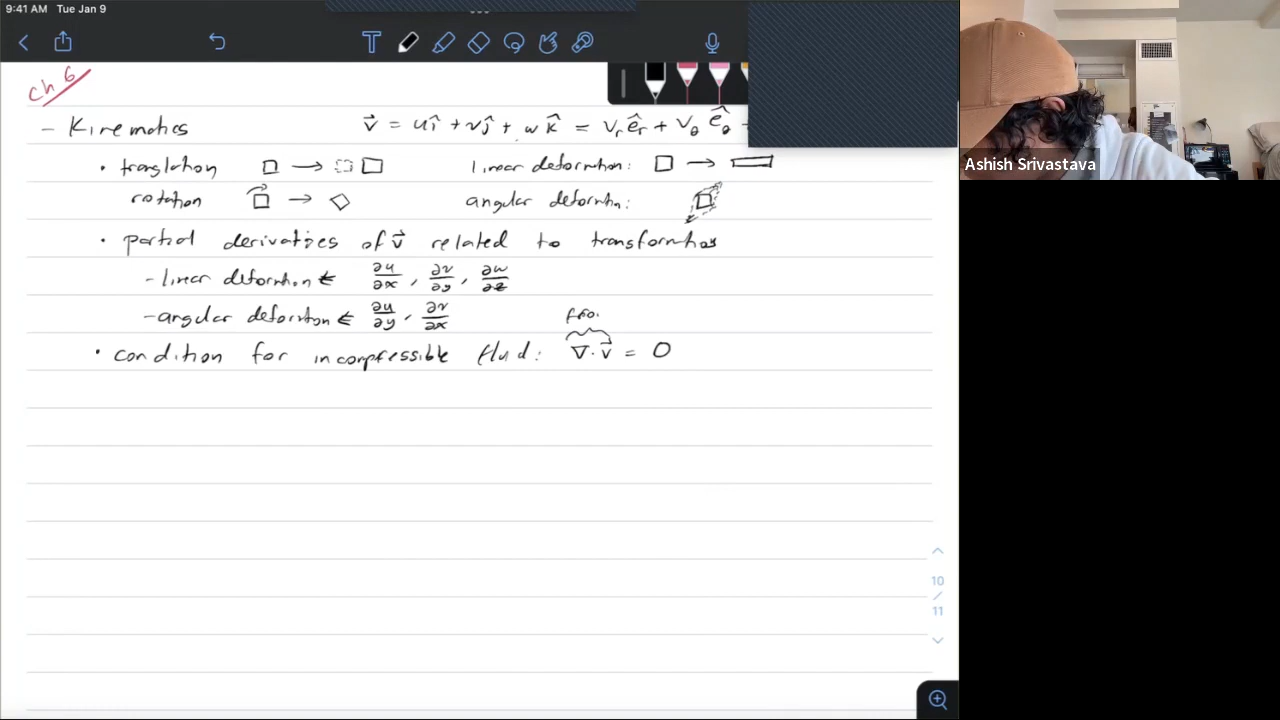 9:41 AM Tue Jan 9
Ch 6
- Kinematics v⃗ = uî + vĵ + wk̂ = Vr êr + Vθ êθ +
• translation → linear deformation: →
rotation → angular deformatin:
• partial derivatives of v⃗ related to transformations
- linear deformation ← ∂u/∂x, ∂v/∂y, ∂w/∂z
- angular deformation ← ∂u/∂y, ∂v/∂x
• condition for incorpressible fluid: ∇·v⃗ = 0
10
/
11
Ashish Srivastava